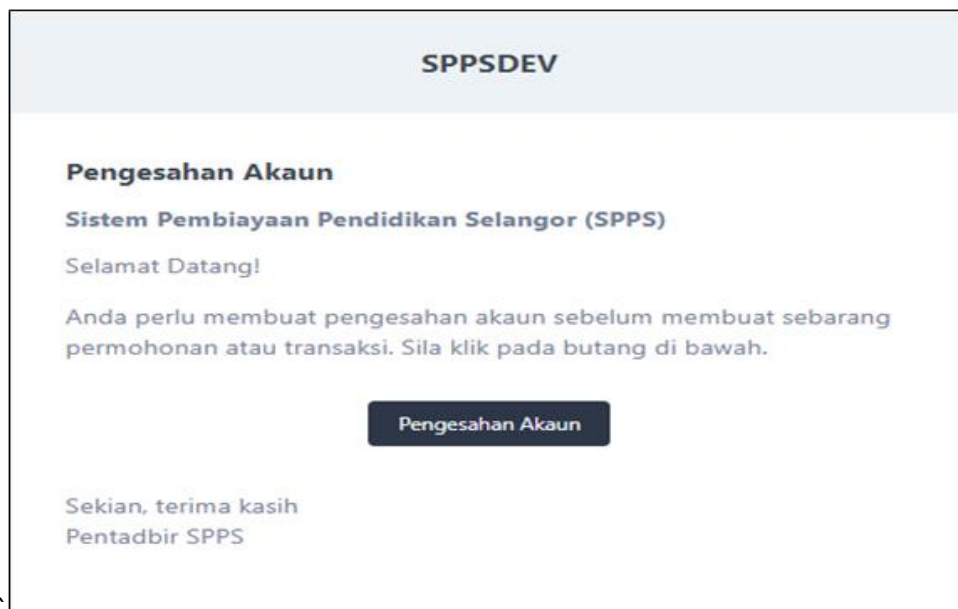 SPPSDEV
Pengesahan Akaun
Sistem Pembiayaan Pendidikan Selangor (SPPS)
Selamat Datang!
Anda perlu membuat pengesahan akaun sebelum membuat sebarang
permohonan atau transaksi. Sila klik pada butang di bawah.
Pengesahan Akaun
Sekian, terima kasih
Pentadbir SPPS